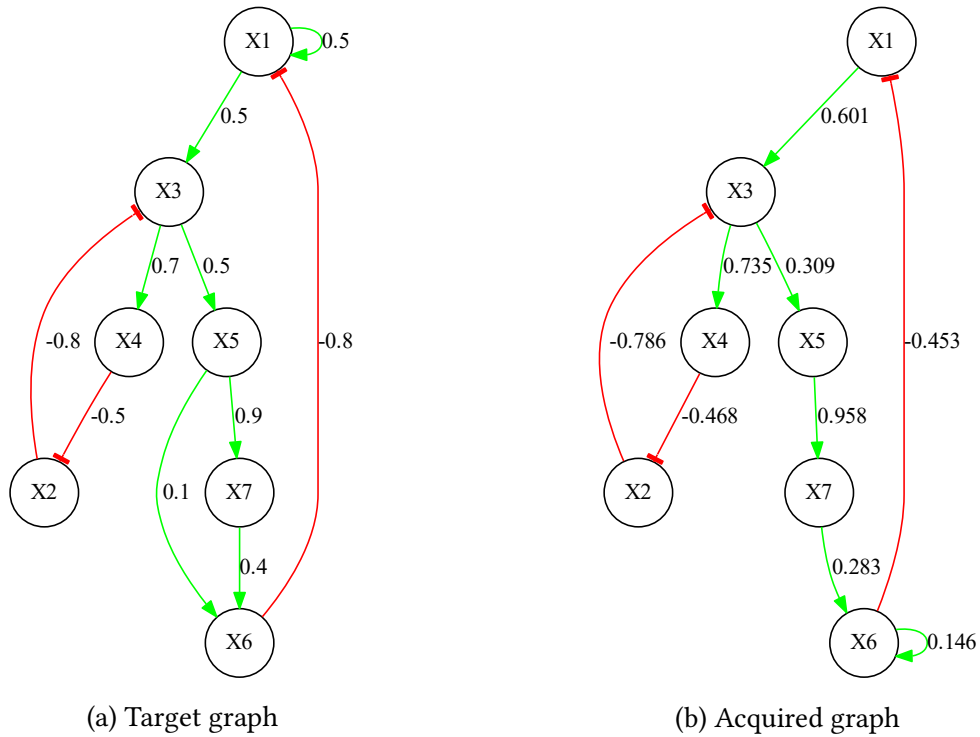 X1
0.5
0.5
X3
0.7
0.5
X4
X5
-0.8
-0.8
-0.5
0.9
X2
0.1
X7
0.4
X6
(a) Target graph
X1
0.601
X3
0.735
0.309
X4
X5
-0.786
-0.453
-0.468
0.958
X2
X7
0.283
X6
0.146
(b) Acquired graph